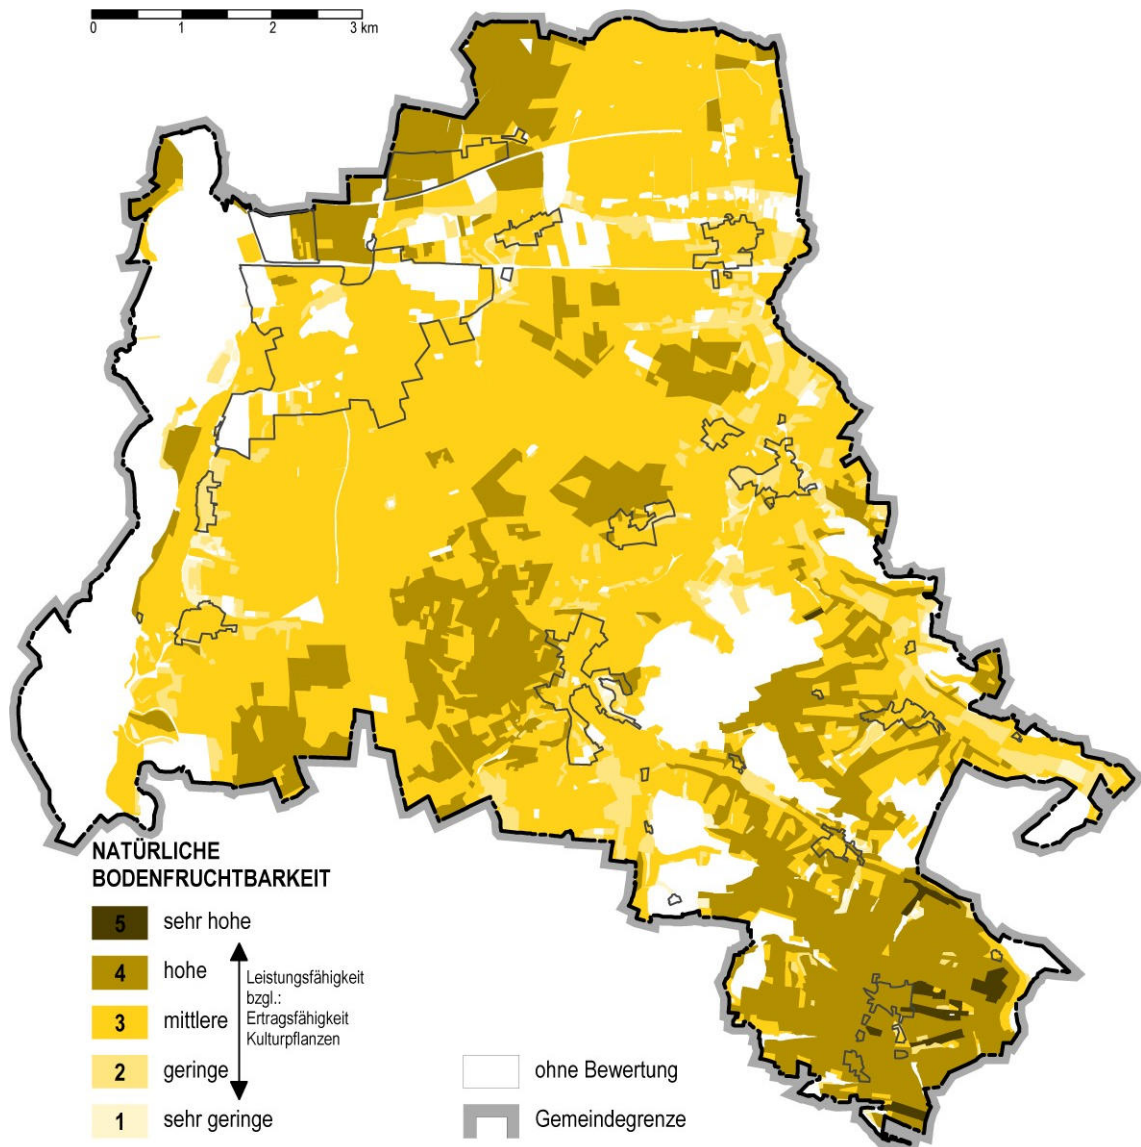 0 1 2 3 km
NATÜRLICHE
BODENFRUCHTBARKEIT
5 sehr hohe
4 hohe
3 mittlere
2 geringe
1 sehr geringe
Leistungsfähigkeit
bzgl.:
Ertragsfähigkeit
Kulturpflanzen
ohne Bewertung
Gemeindegrenze